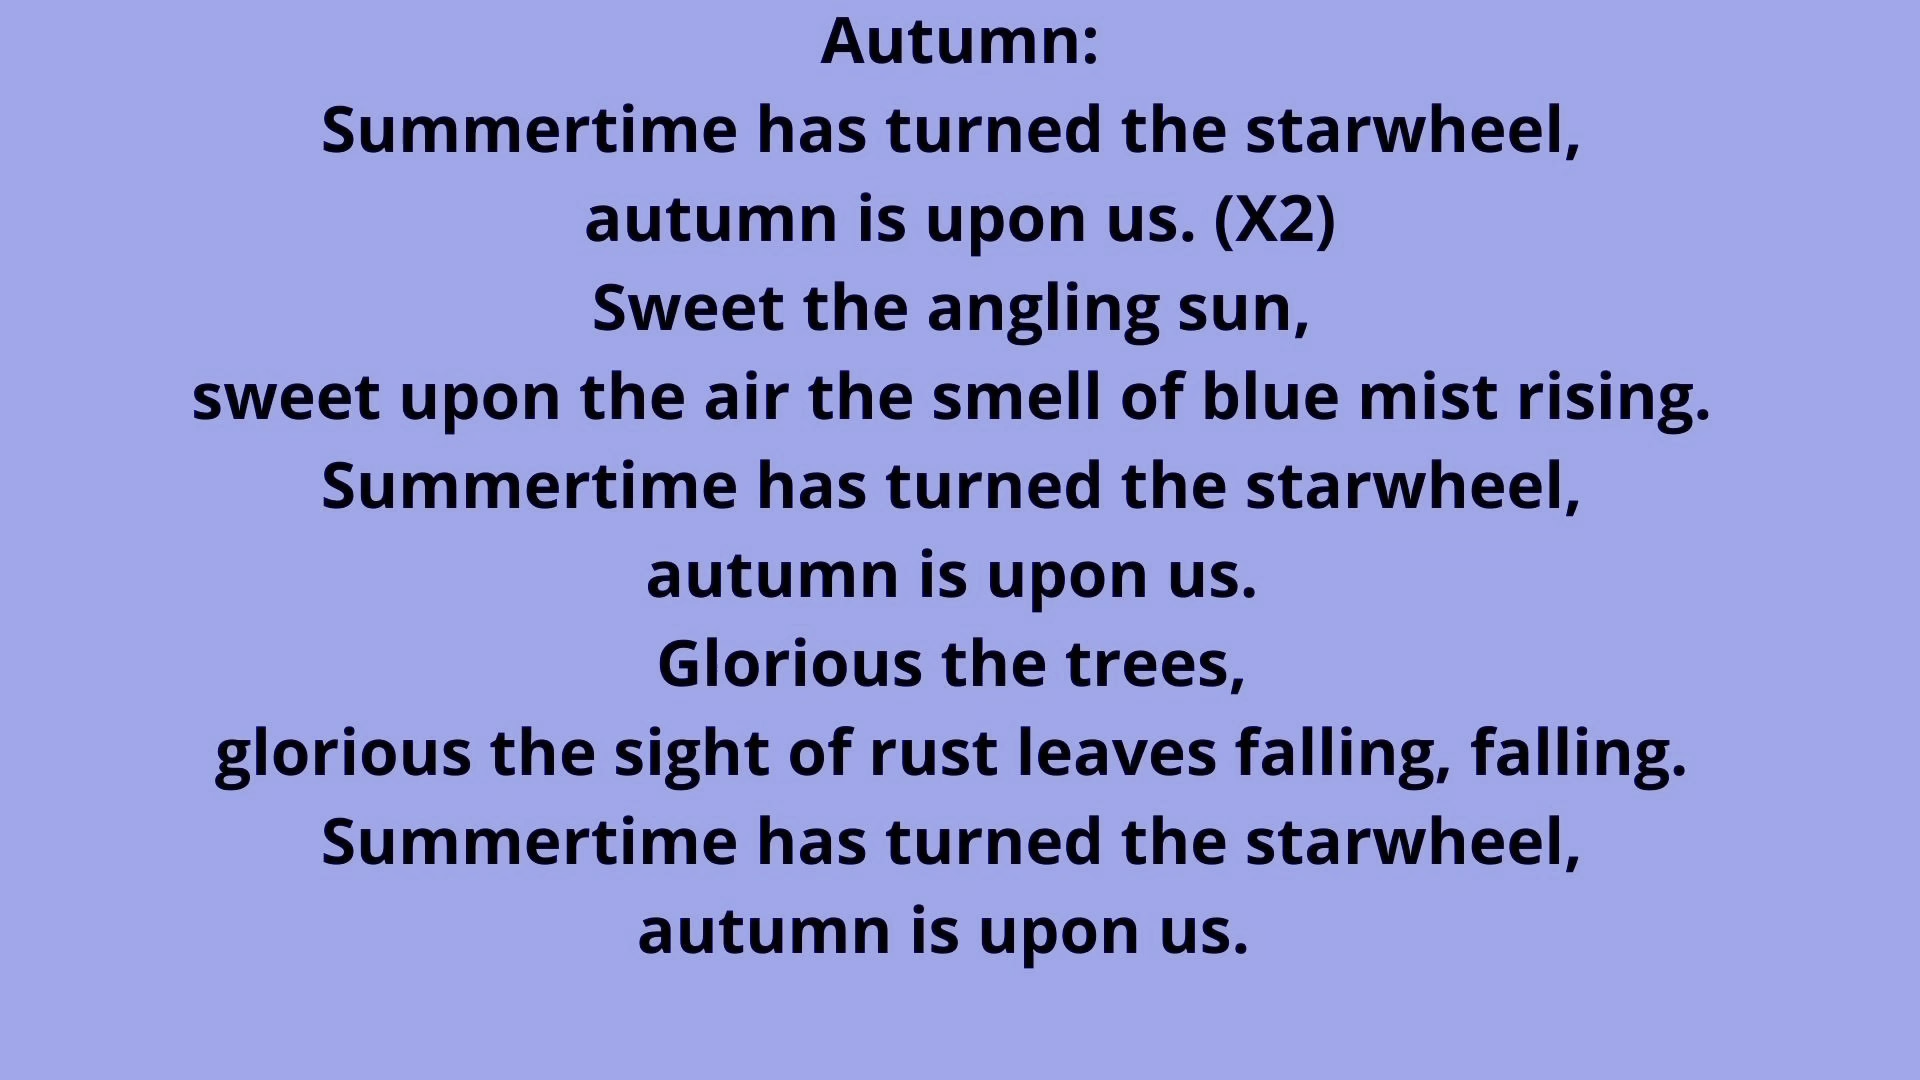 Autumn:
Summertime has turned the starwheel,
autumn is upon us. (X2)
Sweet the angling sun,
sweet upon the air the smell of blue mist rising.
Summertime has turned the starwheel,
autumn is upon us.
Glorious the trees,
glorious the sight of rust leaves falling, falling.
Summertime has turned the starwheel,
autumn is upon us.